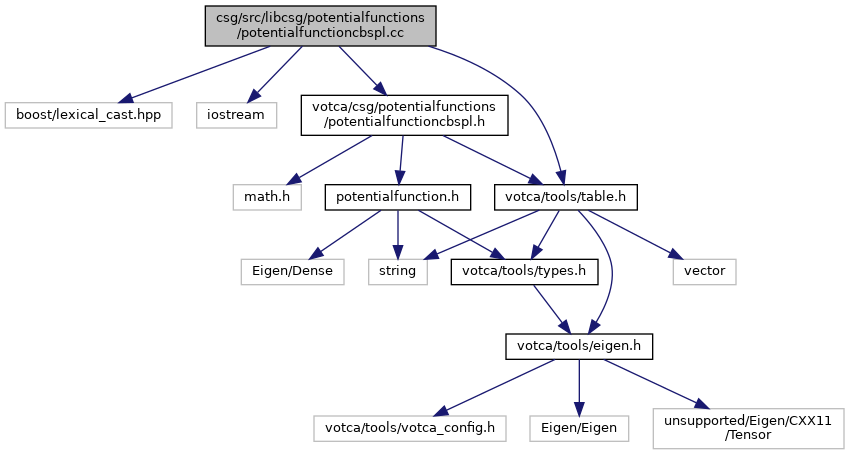 csg/src/libcsg/potentialfunctions
/potentialfunctioncbspl.cc
boost/lexical_cast.hpp
iostream
votca/csg/potentialfunctions
/potentialfunctioncbspl.h
math.h
potentialfunction.h
votca/tools/table.h
Eigen/Dense
string
votca/tools/types.h
vector
votca/tools/eigen.h
votca/tools/votca_config.h
Eigen/Eigen
unsupported/Eigen/CXX11
/Tensor